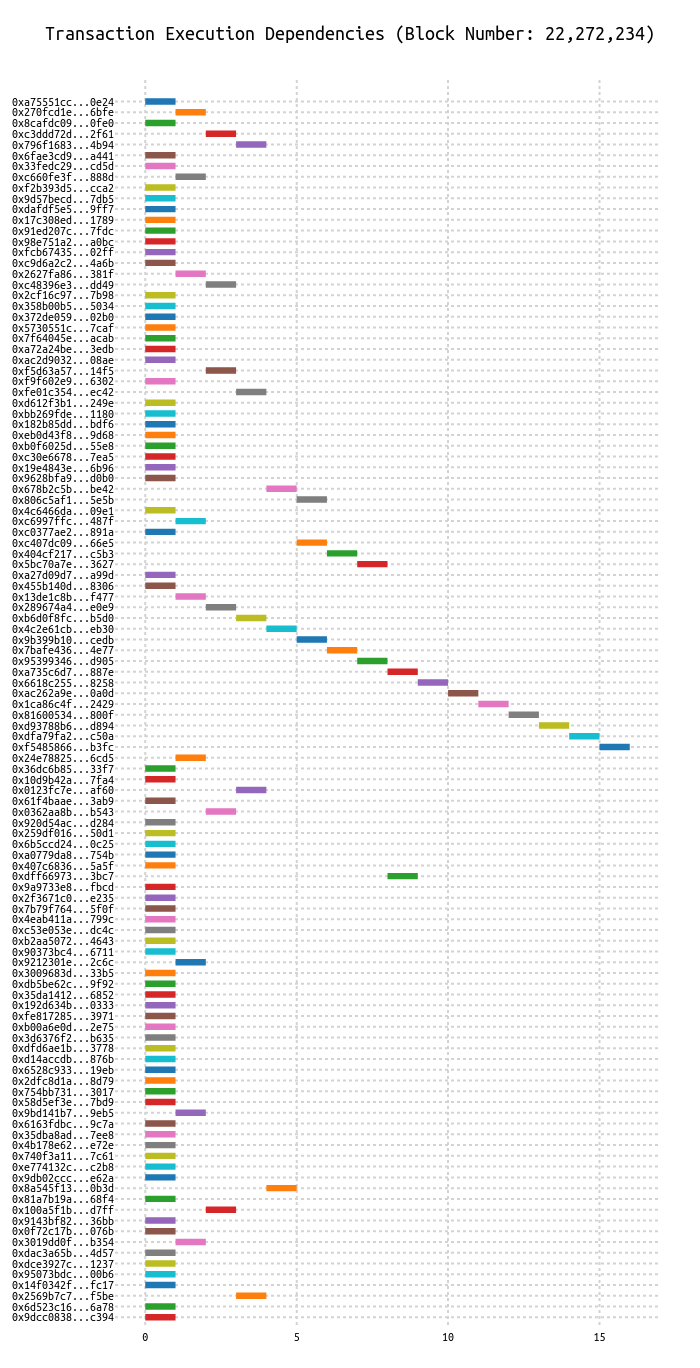 Transaction Execution Dependencies (Block Number: 22,272,234)
0xa75551cc...0e24
0x270fcd1e...6bfe
0x8cafdc09...0fe0
0xc3ddd72d...2f61
0x796f1683...4b94
0x6fae3cd9...a441
0x33fedc29...cd5d
0xc660fe3f...888d
0xf2b393d5...cca2
0x9d57becd...7db5
0xdafdf5e5...9ff7
0x17c308ed...1789
0x91ed207c...7fdc
0x98e751a2...a0bc
0xfcb67435...02ff
0xc9d6a2c2...4a6b
0x2627fa86...381f
0xc48396e3...dd49
0x2cf16c97...7b98
0x358b00b5...5034
0x372de059...02b0
0x5730551c...7caf
0x7f64045e...acab
0xa72a24be...3edb
0xac2d9032...08ae
0xf5d63a57...14f5
0xf9f602e9...6302
0xfe01c354...ec42
0xd612f3b1...249e
0xbb269fde...1180
0x182b85dd...bdf6
0xeb0d43f8...9d68
0xb0f6025d...55e8
0xc30e6678...7ea5
0x19e4843e...6b96
0x9628bfa9...d0b0
0x678b2c5b...be42
0x806c5af1...5e5b
0x4c6466da...09e1
0xc6997ffc...487f
0xc0377ae2...891a
0xc407dc09...66e5
0x404cf217...c5b3
0x5bc70a7e...3627
0xa27d09d7...a99d
0x455b140d...8306
0x13de1c8b...f477
0x289674a4...e0e9
0xb6d0f8fc...b5d0
0x4c2e61cb...eb30
0x9b399b10...cedb
0x7bafe436...4e77
0x95399346...d905
0xa735c6d7...887e
0x6618c255...8258
0xac262a9e...0a0d
0x1ca86c4f...2429
0x81600534...800f
0xd93788b6...d894
0xdfa79fa2...c50a
0xf5485866...b3fc
0x24e78825...6cd5
0x36dc6b85...33f7
0x10d9b42a...7fa4
0x0123fc7e...af60
0x61f4baae...3ab9
0x0362aa8b...b543
0x920d54ac...d284
0x259df016...50d1
0x6b5ccd24...0c25
0xa0779da8...754b
0x407c6836...5a5f
0xdff66973...3bc7
0x9a9733e8...fbcd
0x2f3671c0...e235
0x7b79f764...5f0f
0x4eab411a...799c
0xc53e053e...dc4c
0xb2aa5072...4643
0x90373bc4...6711
0x9212301e...2c6c
0x3009683d...33b5
0xdb5be62c...9f92
0x35da1412...6852
0x192d634b...0333
0xfe817285...3971
0xb00a6e0d...2e75
0x3d6376f2...b635
0xdfd6ae1b...3778
0xd14accdb...876b
0x6528c933...19eb
0x2dfc8d1a...8d79
0x754bb731...3017
0x58d5ef3e...7bd9
0x9bd141b7...9eb5
0x6163fdbc...9c7a
0x35dba8ad...7ee8
0x4b178e62...e72e
0x740f3a11...7c61
0xe774132c...c2b8
0x9db02ccc...e62a
0x8a545f13...0b3d
0x81a7b19a...68f4
0x100a5f1b...d7ff
0x9143bf82...36bb
0x0f72c17b...076b
0x3019dd0f...b354
0xdac3a65b...4d57
0xdce3927c...1237
0x95073bdc...00b6
0x14f0342f...fc17
0x2569b7c7...f5be
0x6d523c16...6a78
0x9dcc0838...c394
0 5 10 15